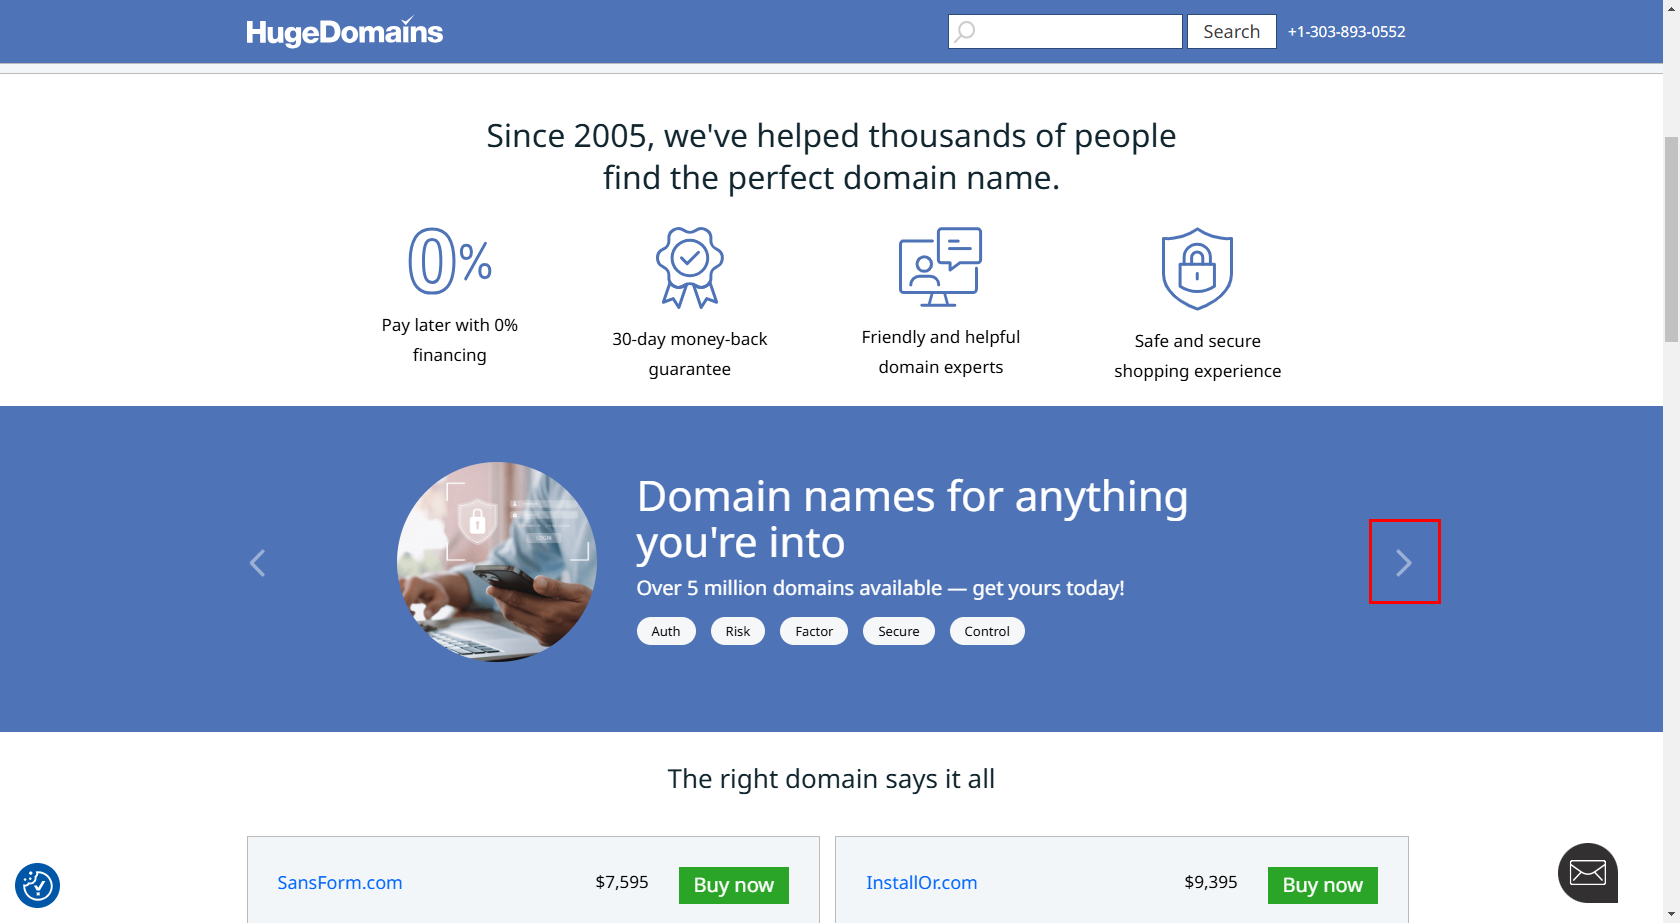 HugeDomains
Search
+1-303-893-0552
Since 2005, we've helped thousands of people
find the perfect domain name.
0%
Pay later with 0%
financing
30-day money-back
guarantee
Friendly and helpful
domain experts
Safe and secure
shopping experience
Domain names for anything
you're into
Over 5 million domains available — get yours today!
LOGIN
Auth
Risk
Factor
Secure
Control
The right domain says it all
SansForm.com
$7,595
Buy now
InstallOr.com
$9,395
Buy now